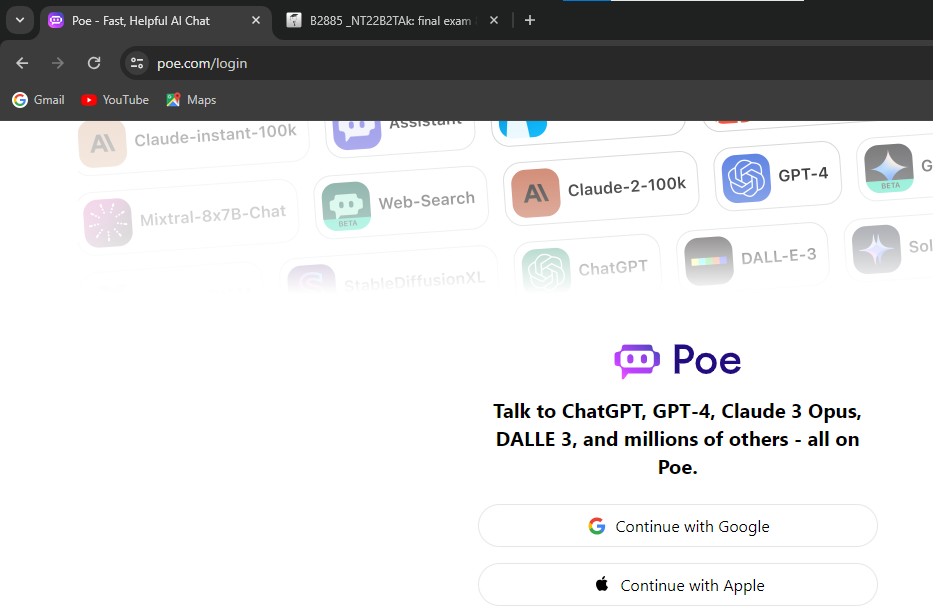 Poe - Fast, Helpful AI Chat
B2885 _NT22B2TAk: final exam
poe.com/login
Gmail YouTube Maps
Claude-instant-100k
Assistant
Claude-2-100k
GPT-4
BETA
G
Mixtral-8x7B-Chat
Web-Search
BETA
StableDiffusionXL
ChatGPT
DALL-E-3
Sol
Poe
Talk to ChatGPT, GPT-4, Claude 3 Opus,
DALLE 3, and millions of others - all on
Poe.
Continue with Google
Continue with Apple